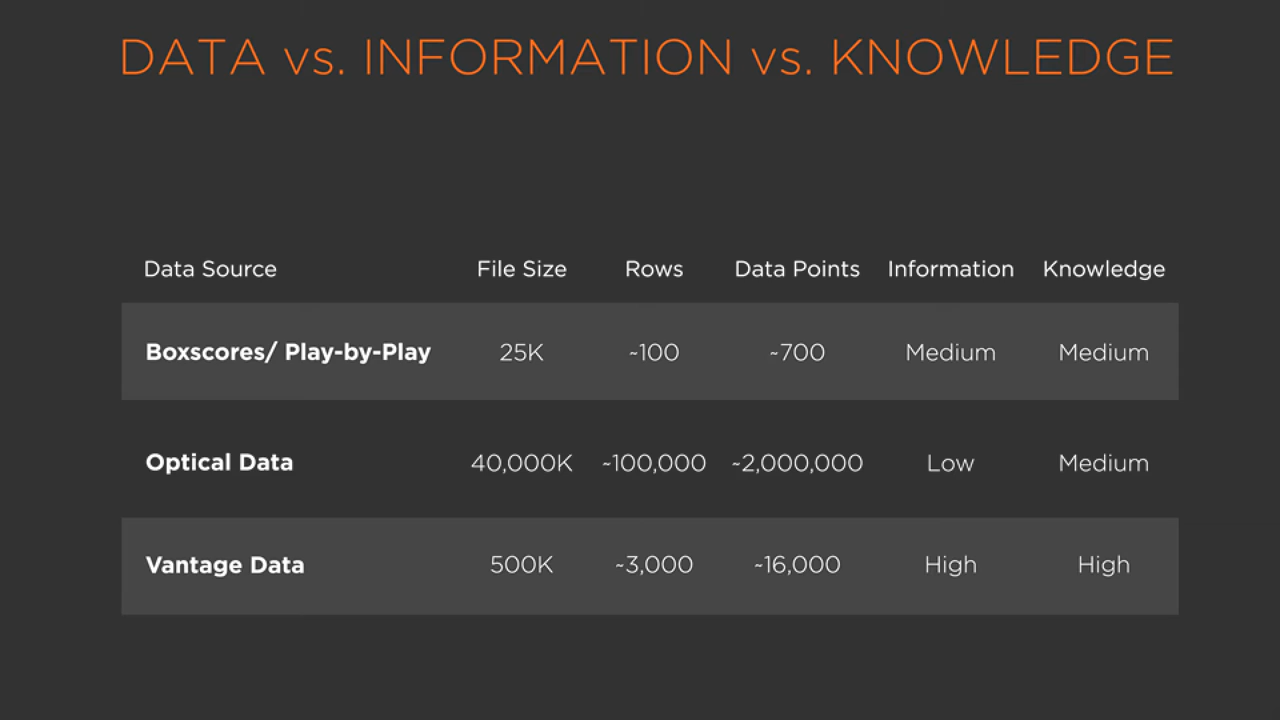 DATA vs. INFORMATION vs. KNOWLEDGE
Data Source File Size Rows Data Points Information Knowledge
Boxscores/ Play-by-Play 25K ~100 ~700 Medium Medium
Optical Data 40,000K ~100,000 ~2,000,000 Low Medium
Vantage Data 500K ~3,000 ~16,000 High High